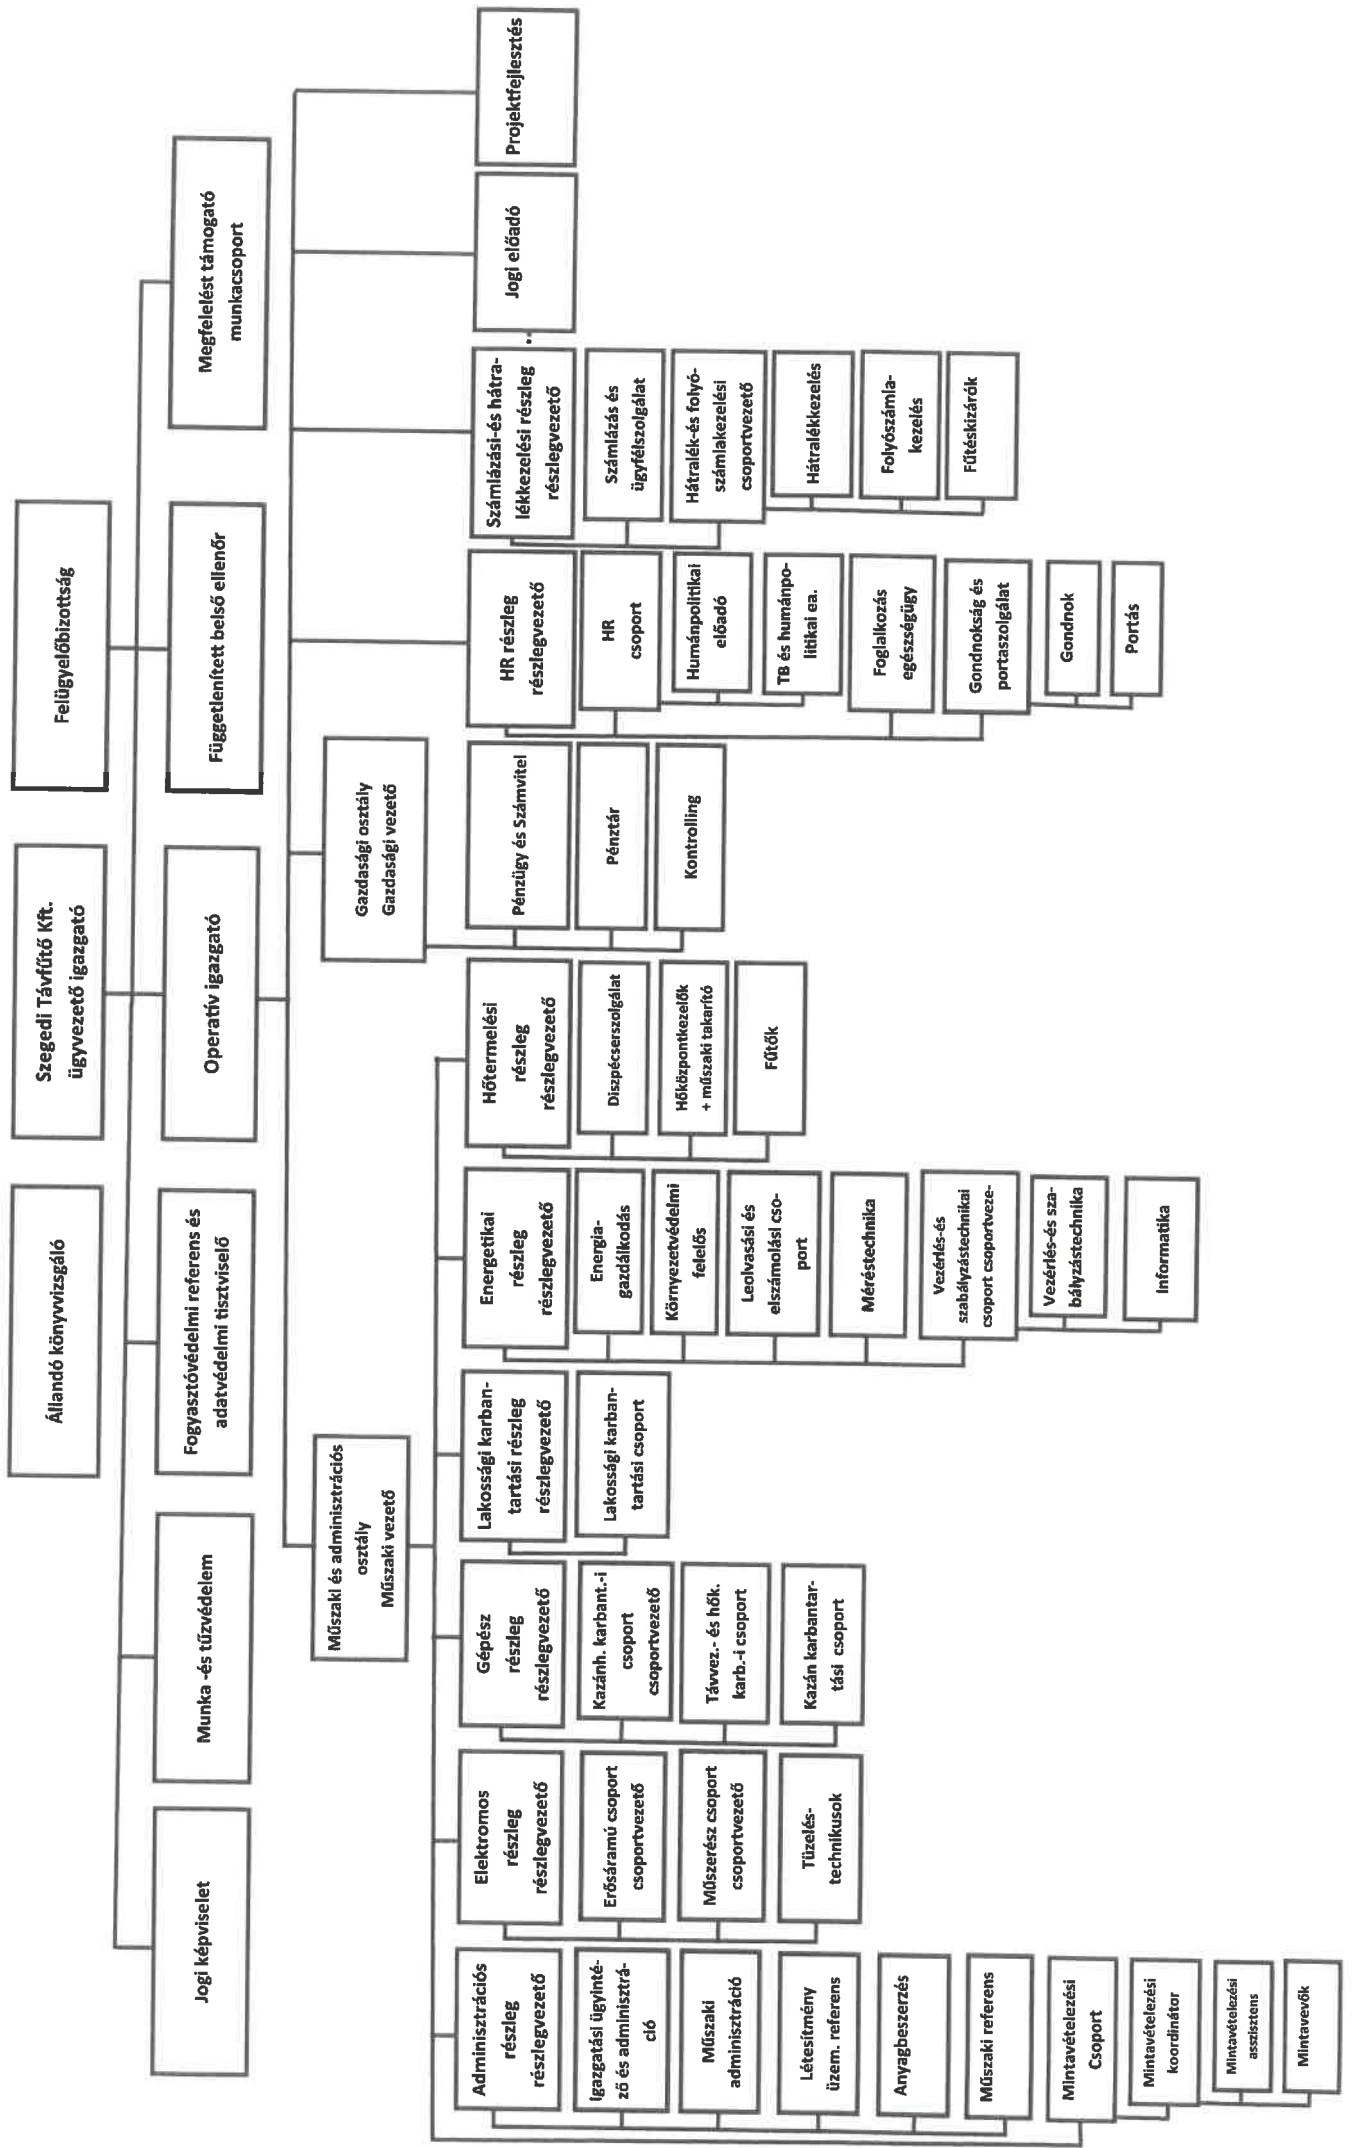 Állandó könyvvizsgáló
Szegedi Távfűtő Kft.
ügyvezető igazgató
Felügyelőbizottság
Jogi képviselet
Munka -és tűzvédelem
Fogyasztóvédelmi referens és
adatvédelmi tisztviselő
Operatív igazgató
Függetlenített belső ellenőr
Megfelelést támogató
munkacsoport
Műszaki és adminisztrációs
osztály
Műszaki vezető
Gazdasági osztály
Gazdasági vezető
Adminisztrációs
részleg
részlegvezető
Igazgatási ügyinté-
ző és adminisztrá-
ció
Műszaki
adminisztráció
Létesítmény
üzem. referens
Anyagbeszerzés
Műszaki referens
Mintavételezési
Csoport
Mintavételezési
koordinátor
Mintavételezési
asszisztens
Mintavevők
Elektromos
részleg
részlegvezető
Erősáramú csoport
csoportvezető
Műszerész csoport
csoportvezető
Tüzelés-
technikusok
Gépész
részleg
részlegvezető
Kazánh. karbant.-i
csoport
csoportvezető
Távvez.- és hők.
karb.-i csoport
Kazán karbantar-
tási csoport
Lakossági karban-
tartási részleg
részlegvezető
Lakossági karban-
tartási csoport
Energetikai
részleg
részlegvezető
Energia-
gazdálkodás
Környezetvédelmi
felelős
Leolvasási és
elszámolási cso-
port
Méréstechnika
Vezérlés-és
szabályzástechnikai
csoport csoportveze-
Vezérlés-és sza-
bályzástechnika
Informatika
Hőtermelési
részleg
részlegvezető
Diszpécserszolgálat
Hőközpontkezelők
+ műszaki takarító
Fűtők
Pénzügy és Számvitel
Pénztár
Kontrolling
HR részleg
részlegvezető
HR
csoport
Humánpolitikai
előadó
TB és humánpo-
litikai ea.
Foglalkozás
egészségügy
Gondnokság és
portaszolgálat
Gondnok
Portás
Számlázási-és hátra-
lékkezelési részleg
részlegvezető
Számlázás és
ügyfélszolgálat
Hátralék-és folyó-
számlakezelési
csoportvezető
Hátralékkezelés
Folyószámla-
kezelés
Fűtéskizárók
Jogi előadó
Projektfejlesztés